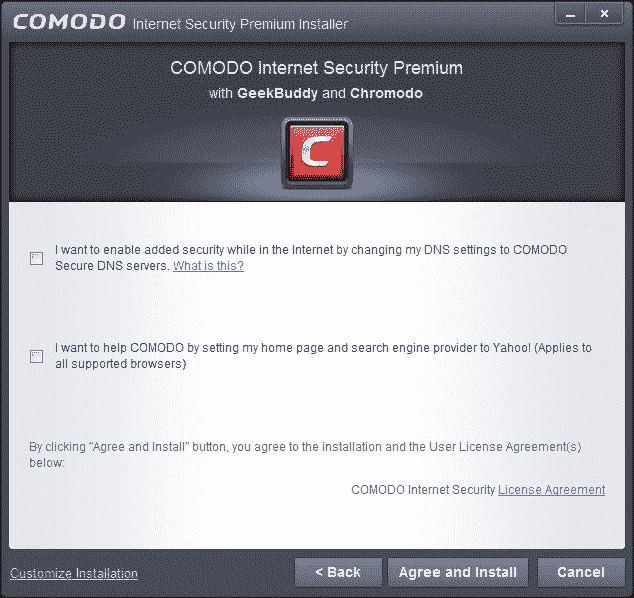 COMODO Internet Security Premium Installer
COMODO Internet Security Premium
with GeekBuddy and Chromodo
C
I want to enable added security while in the Internet by changing my DNS settings to COMODO
Secure DNS servers. What is this?
I want to help COMODO by setting my home page and search engine provider to Yahoo! (Applies to
all supported browsers)
By clicking "Agree and Install" button, you agree to the installation and the User License Agreement(s)
below:
COMODO Internet Security License Agreement
Customize Installation
< Back
Agree and Install
Cancel